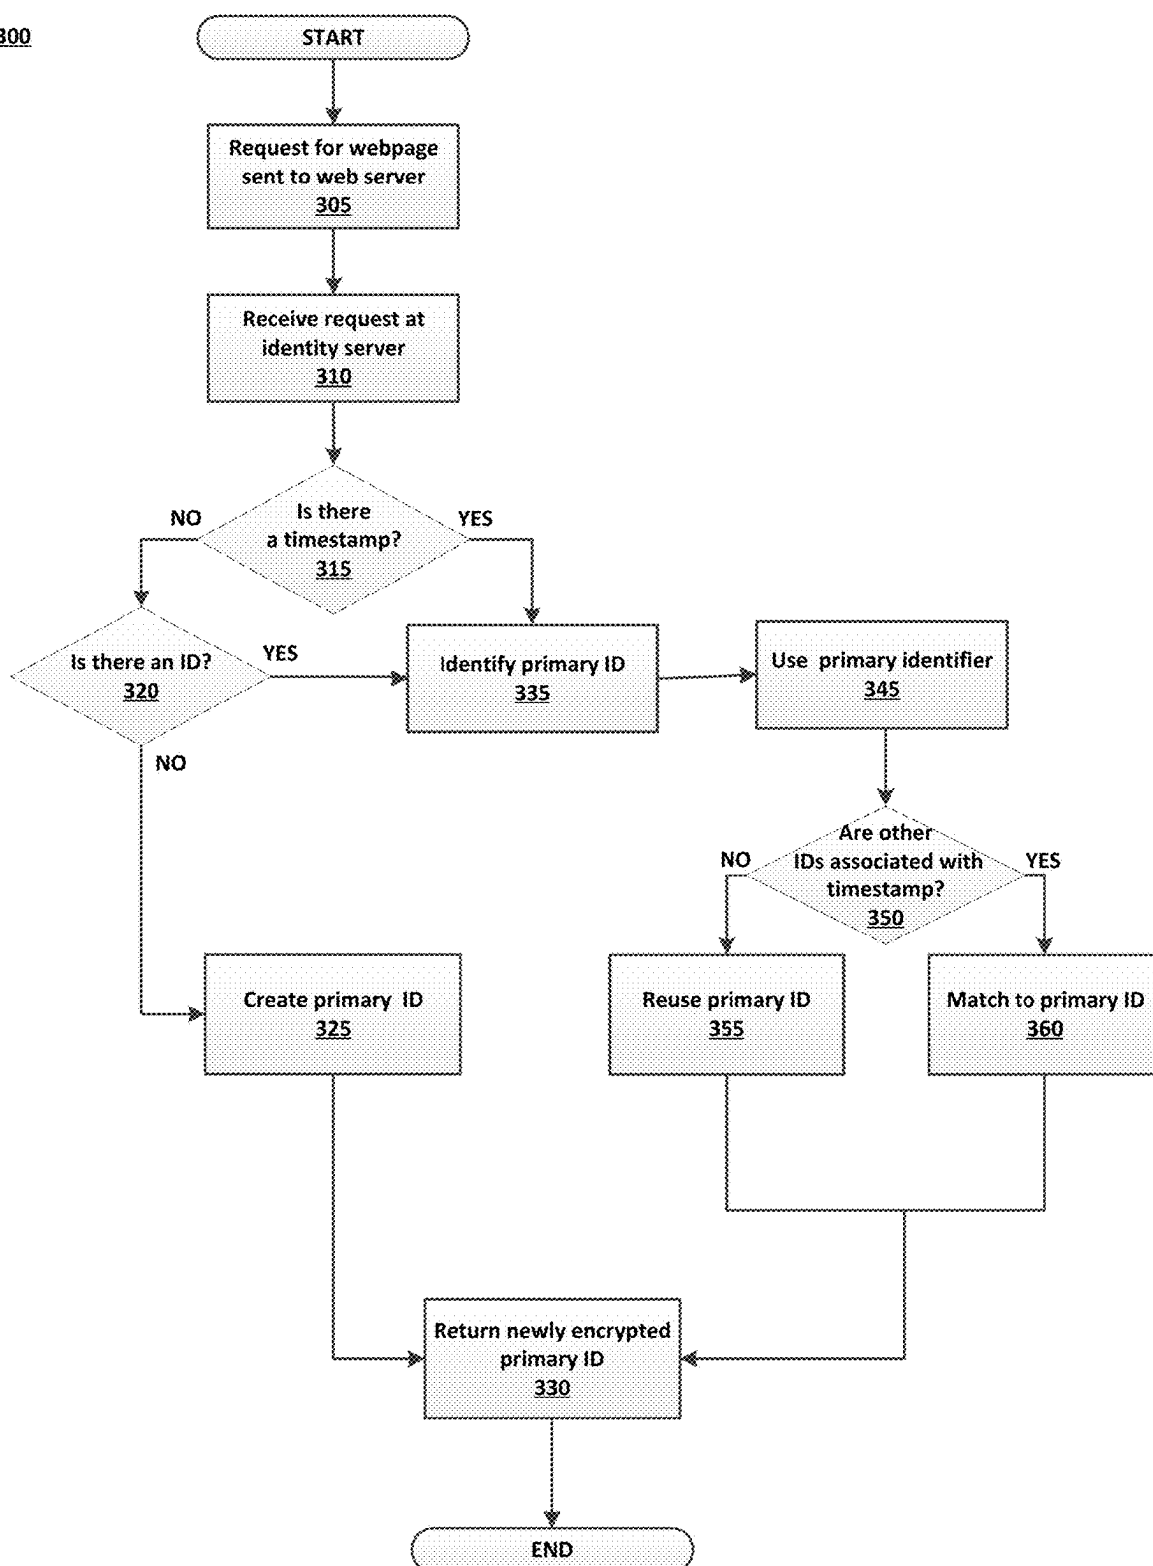 300
START
Request for webpage
sent to web server
305
Receive request at
identity server
310
Is there
a timestamp?
315
NO
YES
Is there an ID?
320
YES
NO
Identify primary ID
335
Use primary identifier
345
Are other
IDs associated with
timestamp?
350
NO
YES
Create primary ID
325
Reuse primary ID
355
Match to primary ID
360
Return newly encrypted
primary ID
330
END